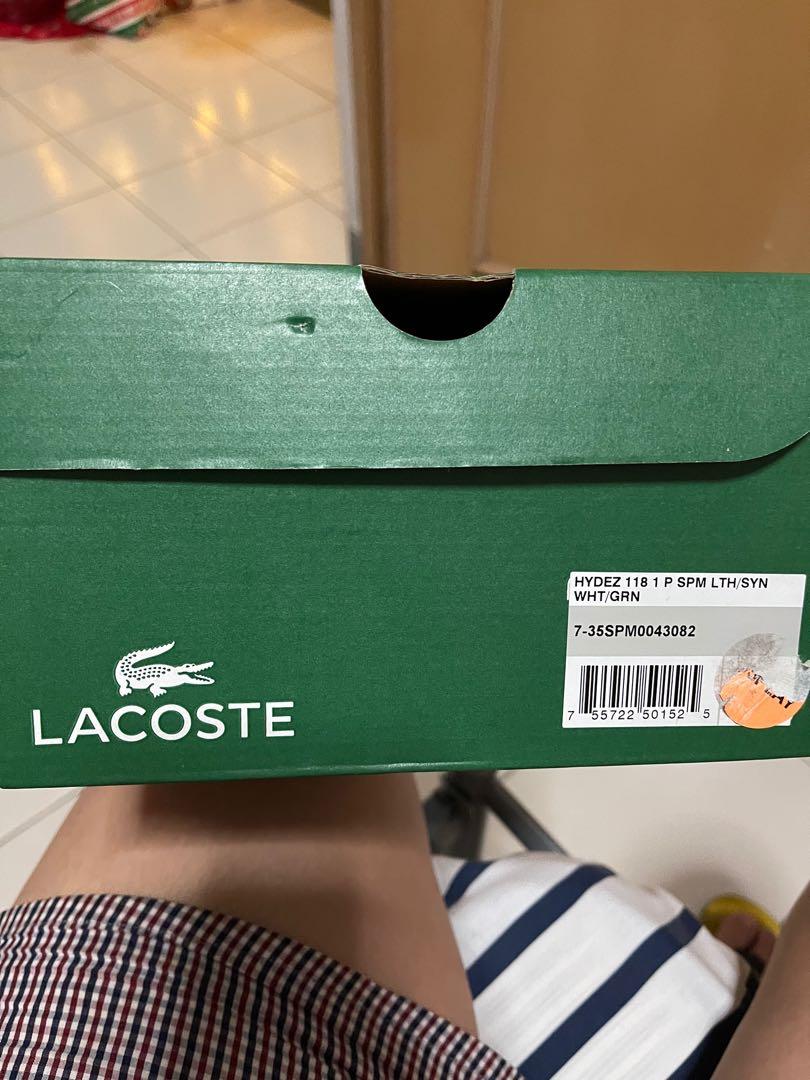 HYDEZ 118 1 P SPM LTH/SYN
WHT/GRN
7-35SPM0043082
7 55722 50152 5
LACOSTE